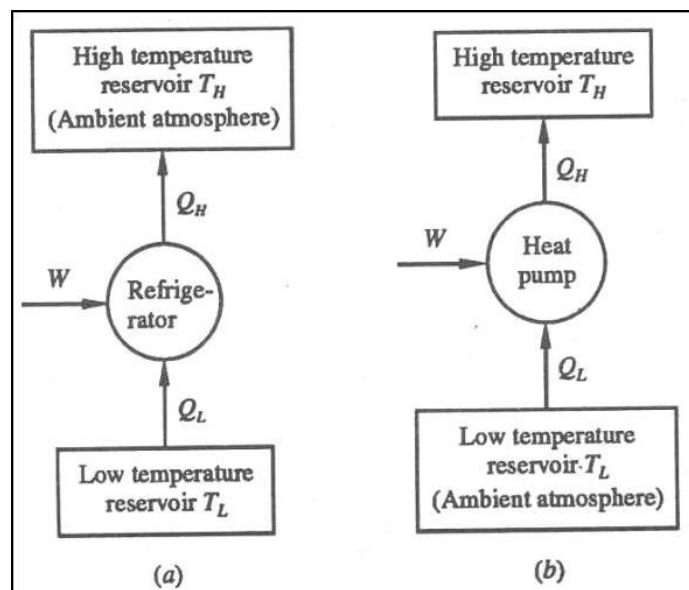 High temperature
reservoir T_H
(Ambient atmosphere)
Q_H
W
Refrige-
rator
Q_L
Low temperature
reservoir T_L
(a)
High temperature
reservoir T_H
Q_H
W
Heat
pump
Q_L
Low temperature
reservoir T_L
(Ambient atmosphere)
(b)